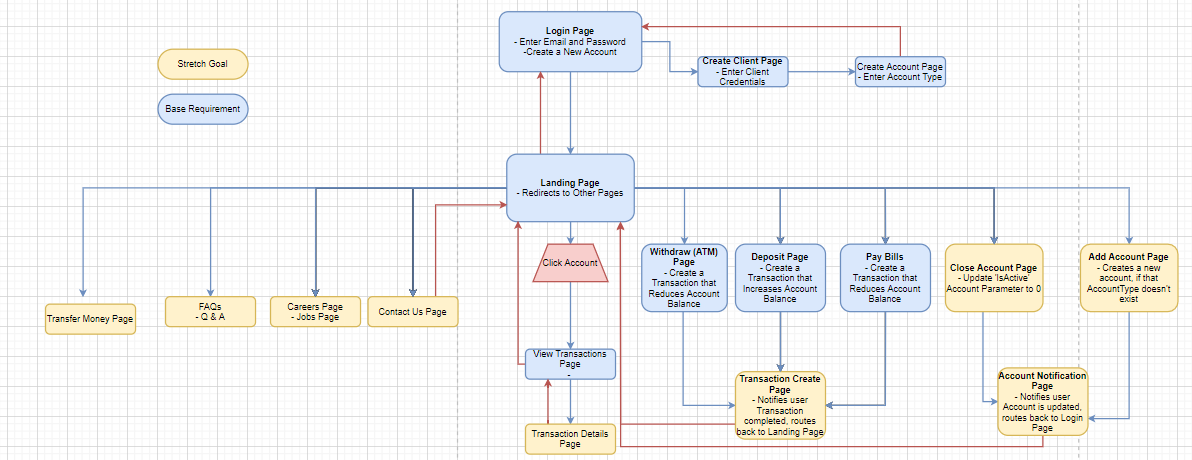 Login Page
- Enter Email and Password
-Create a New Account
Stretch Goal
Base Requirement
Create Client Page
- Enter Client
Credentials
Create Account Page
- Enter Account Type
Landing Page
- Redirects to Other Pages
Click Account
Withdraw (ATM)
Page
- Create a
Transaction that
Reduces Account
Balance
Deposit Page
- Create a
Transaction that
Increases Account
Balance
Pay Bills
- Create a
Transaction that
Reduces Account
Balance
Close Account Page
- Update 'IsActive'
Account Parameter to 0
Add Account Page
- Creates a new
account, if that
AccountType doesn't
exist
Transfer Money Page
FAQs
- Q & A
Careers Page
- Jobs Page
Contact Us Page
View Transactions
Page
-
Transaction Details
Page
Transaction Create
Page
- Notifies user
Transaction
completed, routes
back to Landing Page
Account Notification
Page
- Notifies user
Account is updated,
routes back to Login
Page